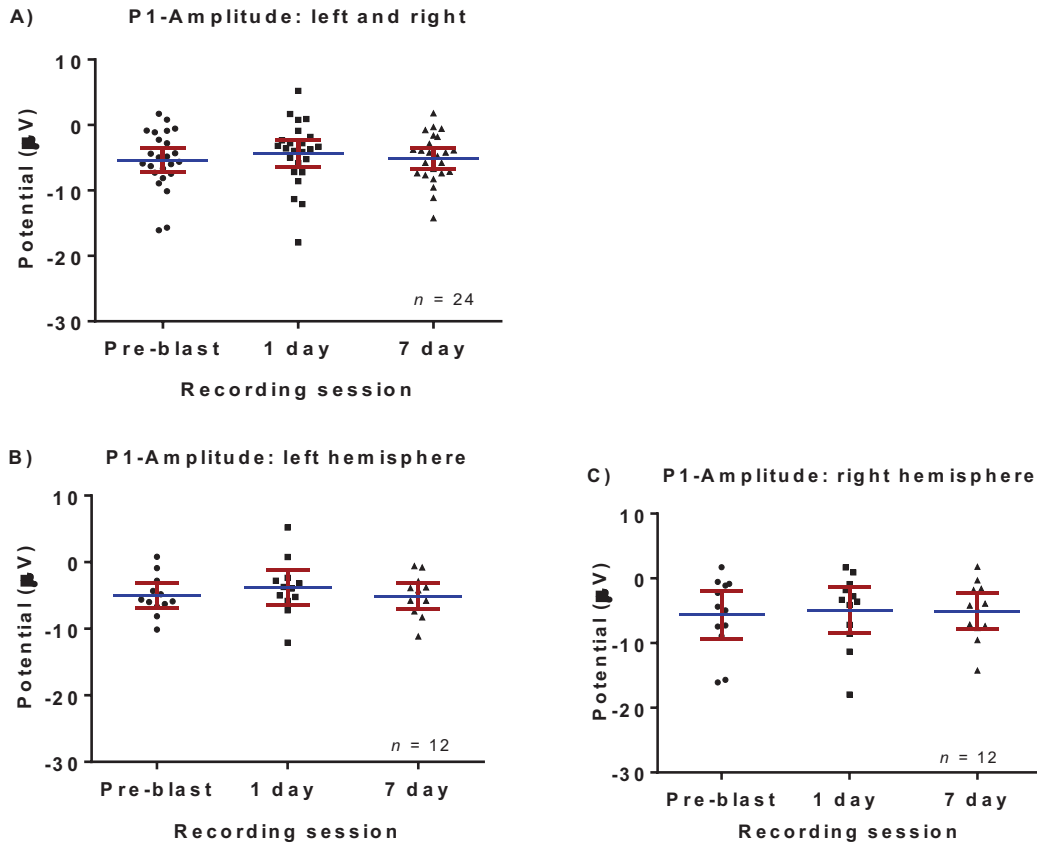 A) P1-Amplitude: left and right
Potential (µV)
10
0
-10
-20
-30
n = 24
Pre-blast 1 day 7 day
Recording session
B) P1-Amplitude: left hemisphere
Potential (µV)
10
0
-10
-20
-30
n = 12
Pre-blast 1 day 7 day
Recording session
C) P1-Amplitude: right hemisphere
Potential (µV)
10
0
-10
-20
-30
n = 12
Pre-blast 1 day 7 day
Recording session